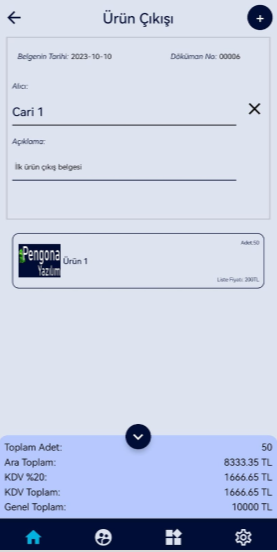 Ürün Çıkışı
Belgenin Tarihi: 2023-10-10 Döküman No: 00006
Alıcı:
Cari 1
Açıklama:
İlk ürün çıkış belgesi
Adet:50
Pengona
Yazılım
Ürün 1
Liste Fiyatı: 200TL
Toplam Adet: 50
Ara Toplam: 8333.35 TL
KDV %20: 1666.65 TL
KDV Toplam: 1666.65 TL
Genel Toplam: 10000 TL